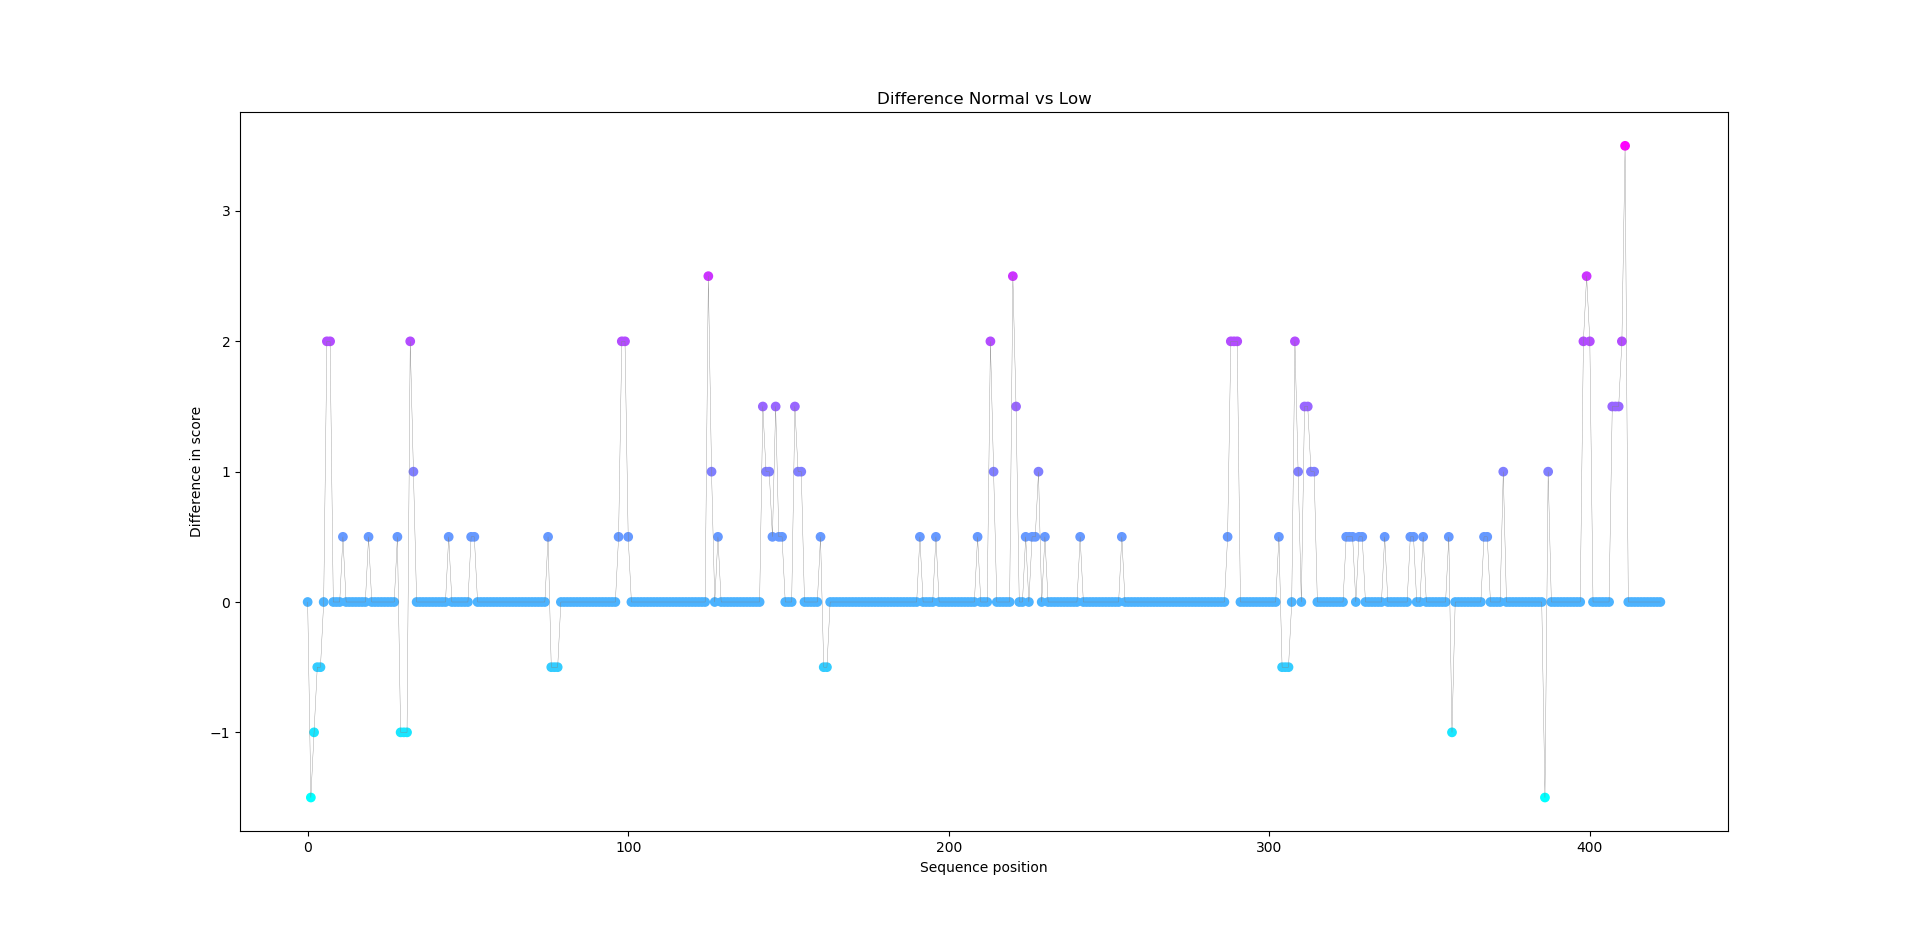 Difference Normal vs Low
3
2
1
0
−1
Difference in score
0 100 200 300 400
Sequence position